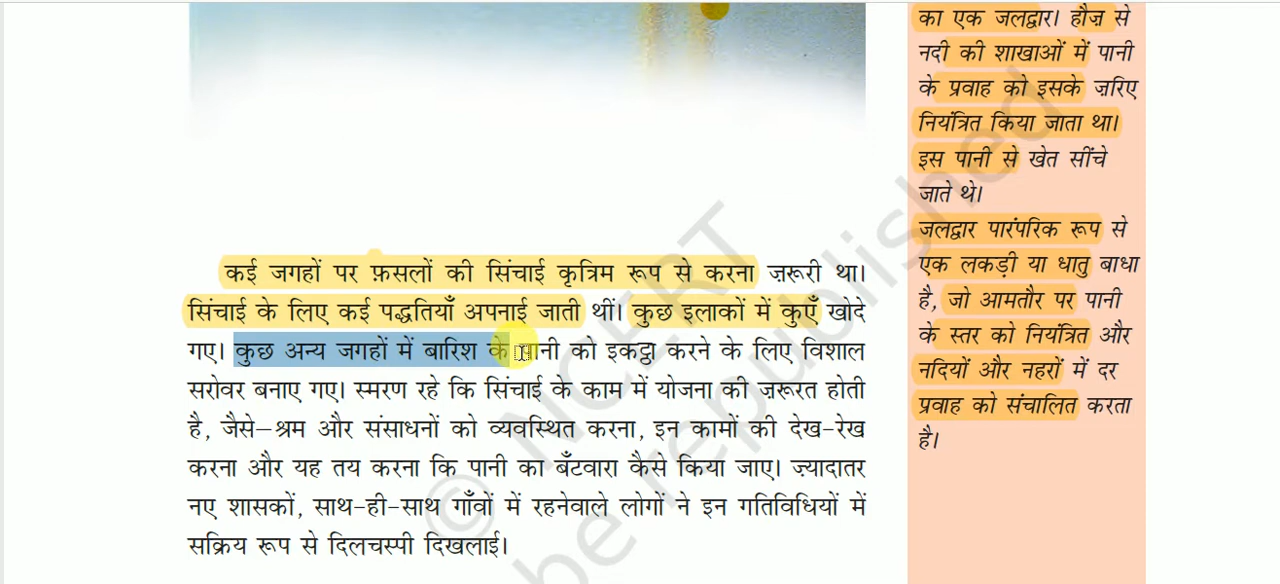 कई जगहों पर फ़सलों की सिंचाई कृत्रिम रूप से करना ज़रूरी था।
सिंचाई के लिए कई पद्धतियाँ अपनाई जाती थीं। कुछ इलाकों में कुएँ खोदे
गए। कुछ अन्य जगहों में बारिश के पानी को इकट्ठा करने के लिए विशाल
सरोवर बनाए गए। स्मरण रहे कि सिंचाई के काम में योजना की ज़रूरत होती
है, जैसे–श्रम और संसाधनों को व्यवस्थित करना, इन कामों की देख-रेख
करना और यह तय करना कि पानी का बँटवारा कैसे किया जाए। ज़्यादातर
नए शासकों, साथ-ही-साथ गाँवों में रहनेवाले लोगों ने इन गतिविधियों में
सक्रिय रूप से दिलचस्पी दिखलाई।
का एक जलद्वार। हौज़ से
नदी की शाखाओं में पानी
के प्रवाह को इसके ज़रिए
नियंत्रित किया जाता था।
इस पानी से खेत सींचे
जाते थे।
जलद्वार पारंपरिक रूप से
एक लकड़ी या धातु बाधा
है, जो आमतौर पर पानी
के स्तर को नियंत्रित और
नदियों और नहरों में दर
प्रवाह को संचालित करता
है।
© NCERT
be republished